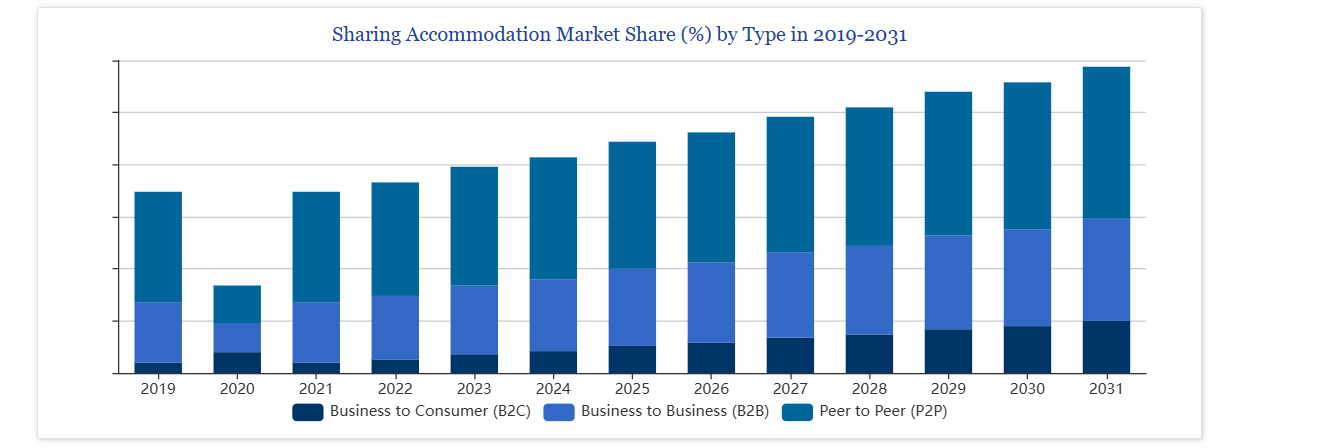 Sharing Accommodation Market Share (%) by Type in 2019-2031
2019 2020 2021 2022 2023 2024 2025 2026 2027 2028 2029 2030 2031
Business to Consumer (B2C) Business to Business (B2B) Peer to Peer (P2P)